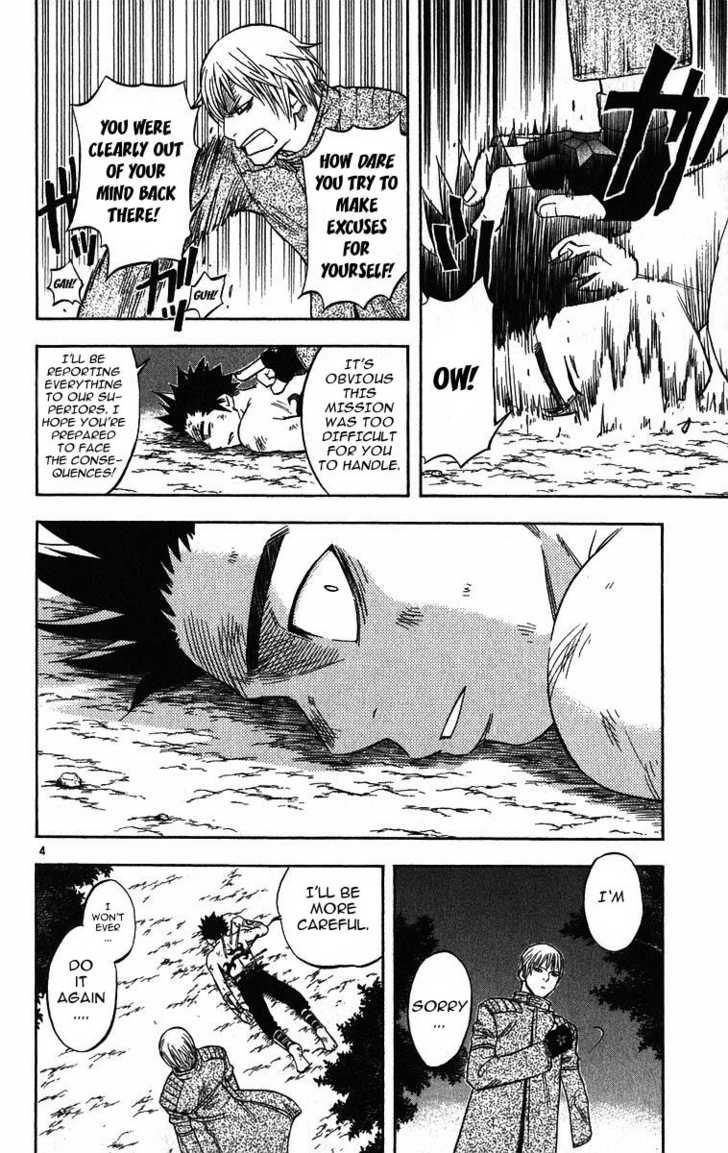 ガ
ガ
OW!
HOW DARE
YOU TRY TO
MAKE
EXCUSES
FOR
YOURSELF!
YOU WERE
CLEARLY OUT
OF YOUR
MIND BACK
THERE!
GUH!
GAH!
IT'S
OBVIOUS
THIS
MISSION
WAS TOO
DIFFICULT
FOR YOU
TO HANDLE.
I'LL BE
REPORTING
EVERYTHING
TO OUR SU-
PERIORS. I
HOPE YOU'RE
PREPARED
TO FACE
THE CONSE-
QUENCES!
4
I'M
SORRY
...
I'LL BE
MORE
CAREFUL.
I
WON'T
EVER
...
DO
IT
AGAIN
....